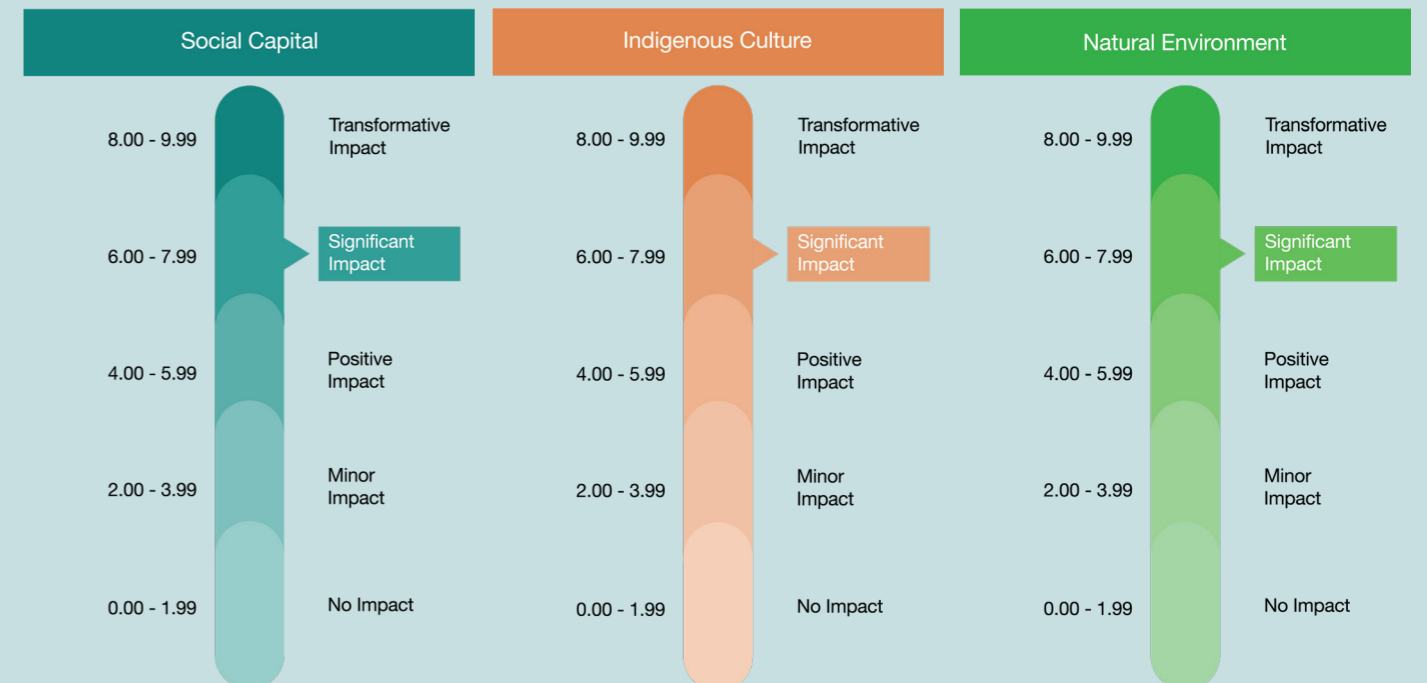 Social Capital
8.00 - 9.99
Transformative
Impact
6.00 - 7.99
Significant
Impact
4.00 - 5.99
Positive
Impact
2.00 - 3.99
Minor
Impact
0.00 - 1.99
No Impact
Indigenous Culture
8.00 - 9.99
Transformative
Impact
6.00 - 7.99
Significant
Impact
4.00 - 5.99
Positive
Impact
2.00 - 3.99
Minor
Impact
0.00 - 1.99
No Impact
Natural Environment
8.00 - 9.99
Transformative
Impact
6.00 - 7.99
Significant
Impact
4.00 - 5.99
Positive
Impact
2.00 - 3.99
Minor
Impact
0.00 - 1.99
No Impact